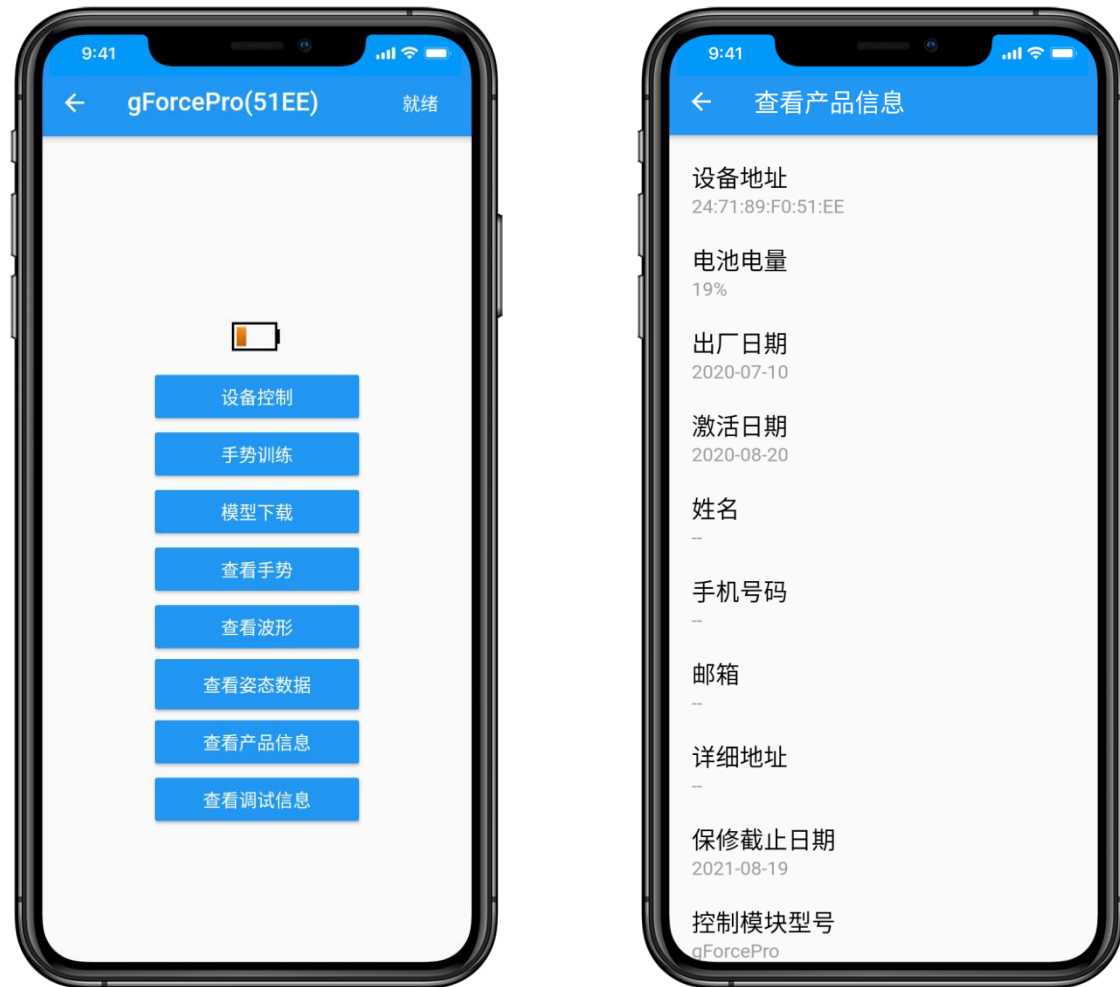 9:41
gForcePro(51EE)
就绪
设备控制
手势训练
模型下载
查看手势
查看波形
查看姿态数据
查看产品信息
查看调试信息
9:41
查看产品信息
设备地址
24:71:89:F0:51:EE
电池电量
19%
出厂日期
2020-07-10
激活日期
2020-08-20
姓名
--
手机号码
--
邮箱
--
详细地址
--
保修截止日期
2021-08-19
控制模块型号
gForcePro